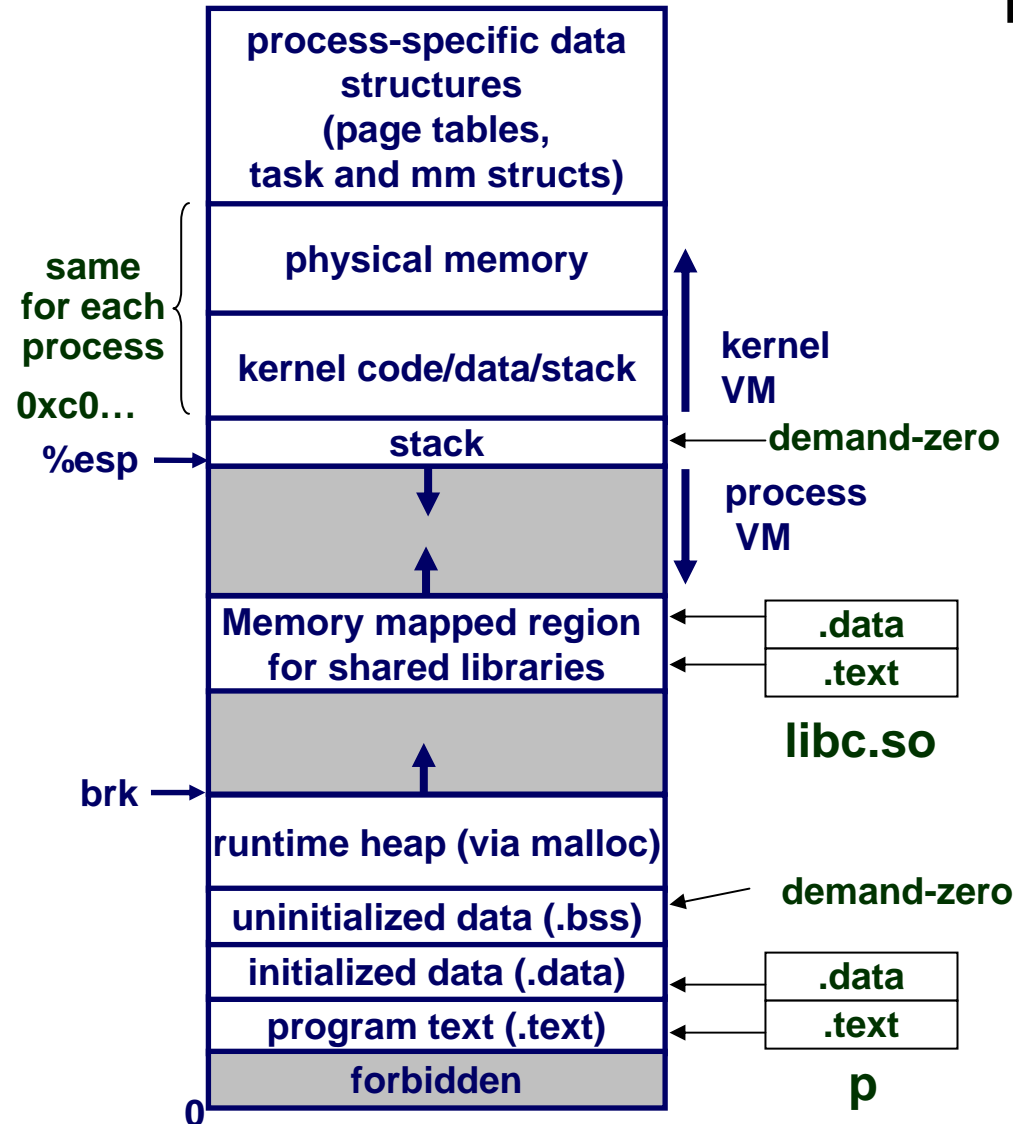 process-specific data
structures
(page tables,
task and mm structs)
same
for each
process
physical memory
kernel code/data/stack
kernel
VM
0xc0…
%esp
stack
demand-zero
process
VM
Memory mapped region
for shared libraries
.data
.text
libc.so
brk
runtime heap (via malloc)
uninitialized data (.bss)
demand-zero
initialized data (.data)
program text (.text)
.data
.text
p
forbidden
0